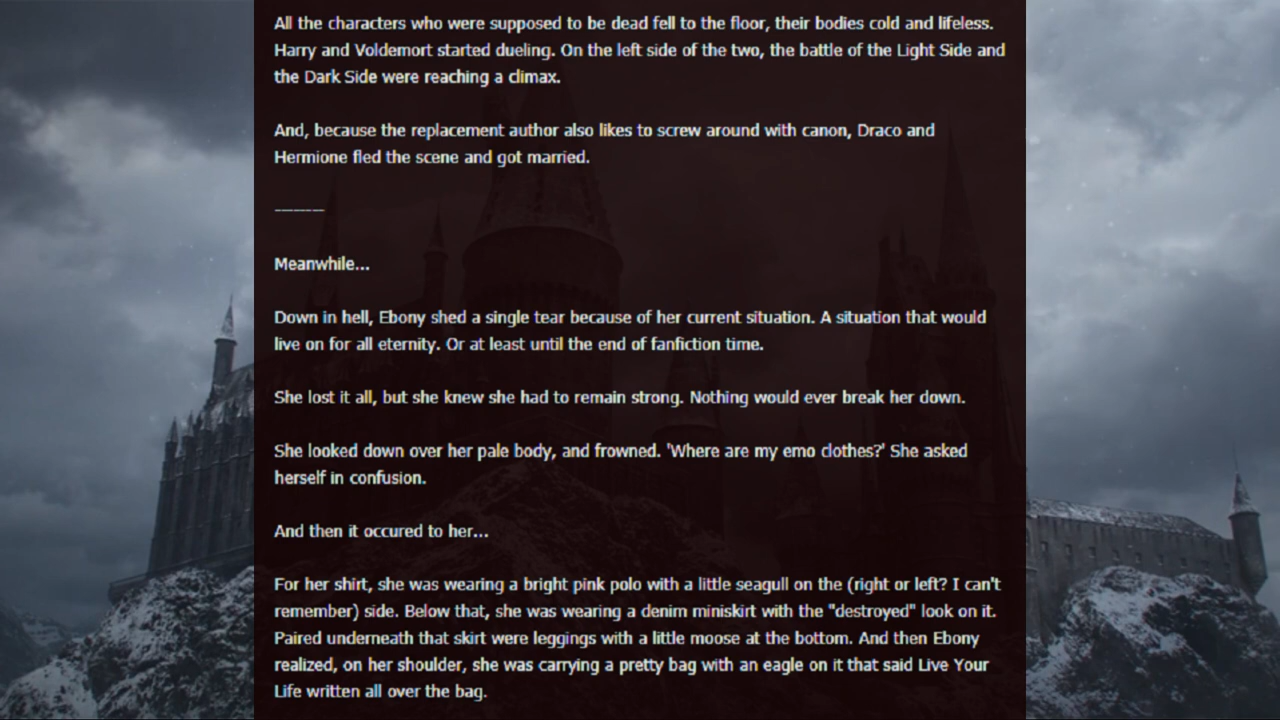 All the characters who were supposed to be dead fell to the floor, their bodies cold and lifeless.
Harry and Voldemort started dueling. On the left side of the two, the battle of the Light Side and
the Dark Side were reaching a climax.
And, because the replacement author also likes to screw around with canon, Draco and
Hermione fled the scene and got married.
————
Meanwhile...
Down in hell, Ebony shed a single tear because of her current situation. A situation that would
live on for all eternity. Or at least until the end of fanfiction time.
She lost it all, but she knew she had to remain strong. Nothing would ever break her down.
She looked down over her pale body, and frowned. 'Where are my emo clothes?' She asked
herself in confusion.
And then it occured to her...
For her shirt, she was wearing a bright pink polo with a little seagull on the (right or left? I can't
remember) side. Below that, she was wearing a denim miniskirt with the "destroyed" look on it.
Paired underneath that skirt were leggings with a little moose at the bottom. And then Ebony
realized, on her shoulder, she was carrying a pretty bag with an eagle on it that said Live Your
Life written all over the bag.